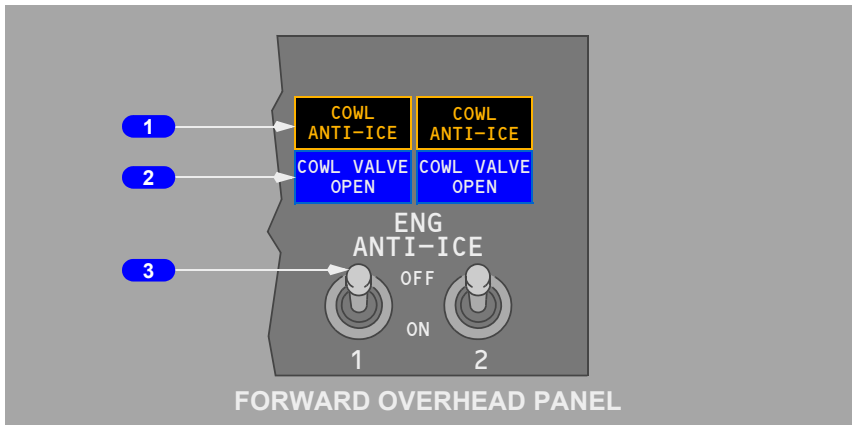 COWL ANTI-ICE
COWL ANTI-ICE
1
COWL VALVE OPEN
COWL VALVE OPEN
2
ENG
ANTI-ICE
3
OFF
ON
1
2
FORWARD OVERHEAD PANEL